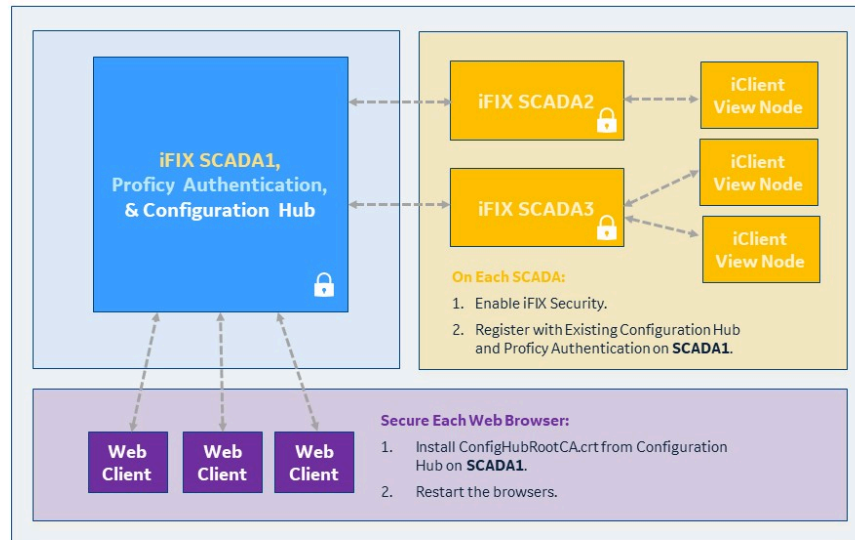 iFIX SCADA1,
Proficy Authentication,
& Configuration Hub
iFIX SCADA2
iClient
View Node
iFIX SCADA3
iClient
View Node
iClient
View Node
On Each SCADA:
1. Enable iFIX Security.
2. Register with Existing Configuration Hub
and Proficy Authentication on SCADA1.
Web
Client
Web
Client
Web
Client
Secure Each Web Browser:
1. Install ConfigHubRootCA.crt from Configuration
Hub on SCADA1.
2. Restart the browsers.